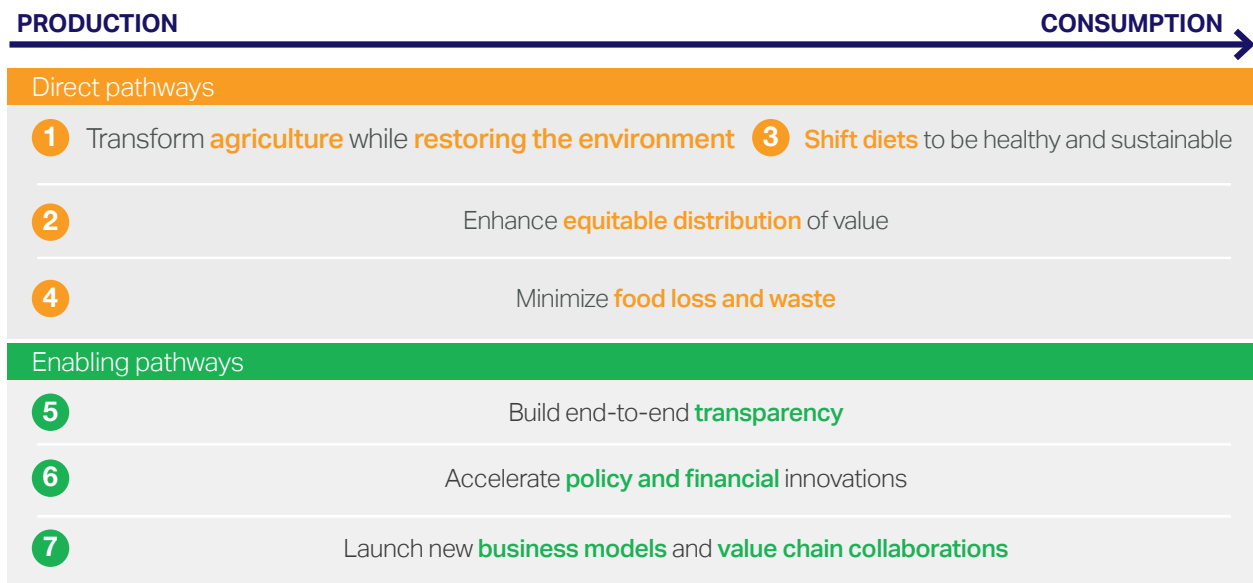 PRODUCTION CONSUMPTION
Direct pathways
1 Transform agriculture while restoring the environment 3 Shift diets to be healthy and sustainable
2 Enhance equitable distribution of value
4 Minimize food loss and waste
Enabling pathways
5 Build end-to-end transparency
6 Accelerate policy and financial innovations
7 Launch new business models and value chain collaborations